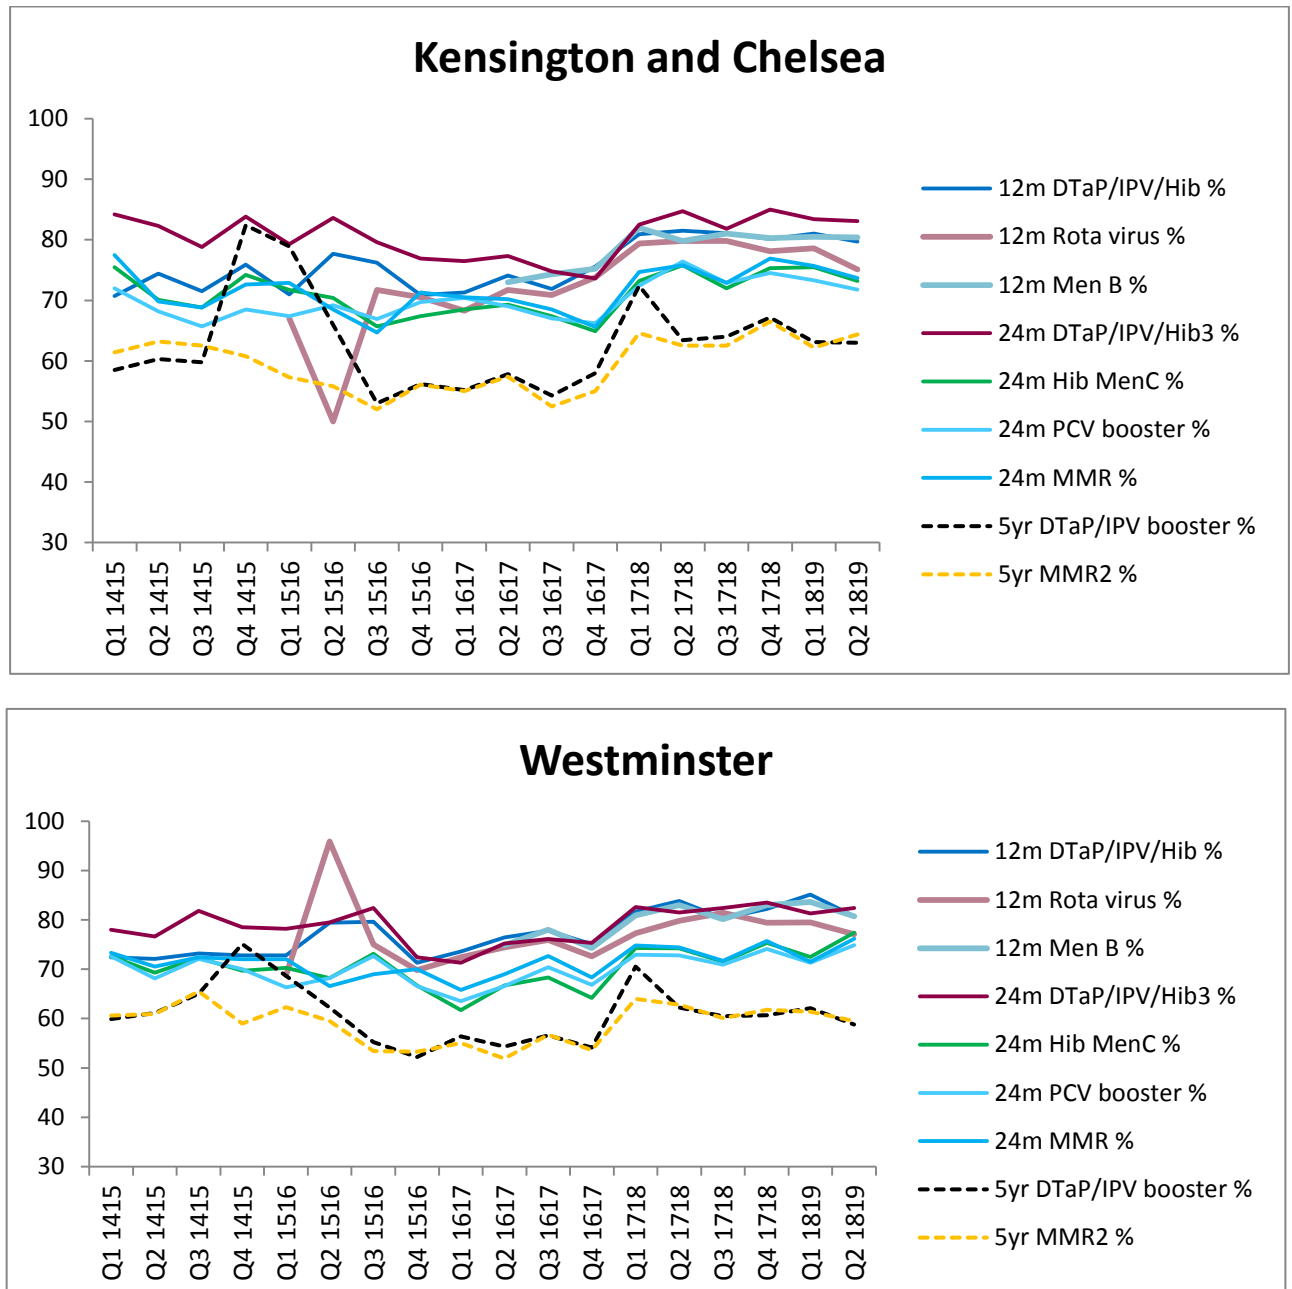 Kensington and Chelsea
100
90
80
70
60
50
40
30
Q1 1415
Q2 1415
Q3 1415
Q4 1415
Q1 1516
Q2 1516
Q3 1516
Q4 1516
Q1 1617
Q2 1617
Q3 1617
Q4 1617
Q1 1718
Q2 1718
Q3 1718
Q4 1718
Q1 1819
Q2 1819
12m DTaP/IPV/Hib %
12m Rota virus %
12m Men B %
24m DTaP/IPV/Hib3 %
24m Hib MenC %
24m PCV booster %
24m MMR %
5yr DTaP/IPV booster %
5yr MMR2 %
Westminster
100
90
80
70
60
50
40
30
Q1 1415
Q2 1415
Q3 1415
Q4 1415
Q1 1516
Q2 1516
Q3 1516
Q4 1516
Q1 1617
Q2 1617
Q3 1617
Q4 1617
Q1 1718
Q2 1718
Q3 1718
Q4 1718
Q1 1819
Q2 1819
12m DTaP/IPV/Hib %
12m Rota virus %
12m Men B %
24m DTaP/IPV/Hib3 %
24m Hib MenC %
24m PCV booster %
24m MMR %
5yr DTaP/IPV booster %
5yr MMR2 %